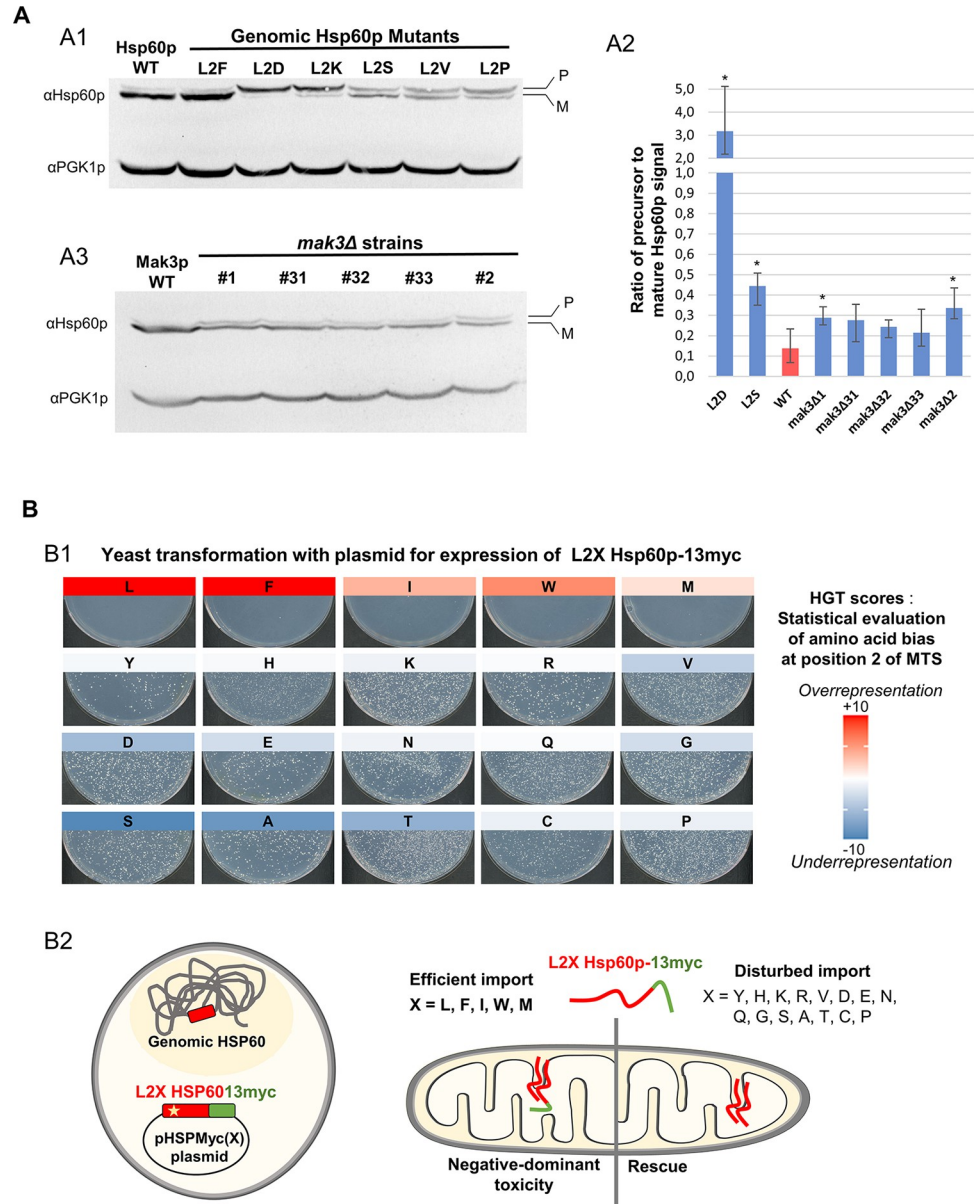 A
A1
Hsp60p
WT
Genomic Hsp60p Mutants
L2F L2D L2K L2S L2V L2P
αHsp60p
P
M
αPGK1p
A2
Ratio of precursor to
mature Hsp60p signal
5,0
4,0
3,0
2,0
1,0
0,9
0,8
0,7
0,6
0,5
0,4
0,3
0,2
0,1
0,0
* * * *
L2D L2S WT mak3Δ1 mak3Δ31 mak3Δ32 mak3Δ33 mak3Δ2
A3
Mak3p
WT
mak3Δ strains
#1 #31 #32 #33 #2
αHsp60p
P
M
αPGK1p
B
B1 Yeast transformation with plasmid for expression of L2X Hsp60p-13myc
L F I W M
Y H K R V
D E N Q G
S A T C P
HGT scores :
Statistical evaluation
of amino acid bias
at position 2 of MTS
Overrepresentation
+10
-10
Underrepresentation
B2
Genomic HSP60
L2X HSP6013myc
pHSPMyc(X)
plasmid
Efficient import
X = L, F, I, W, M
L2X Hsp60p-13myc
Disturbed import
X = Y, H, K, R, V, D, E, N,
Q, G, S, A, T, C, P
Negative-dominant
toxicity
Rescue